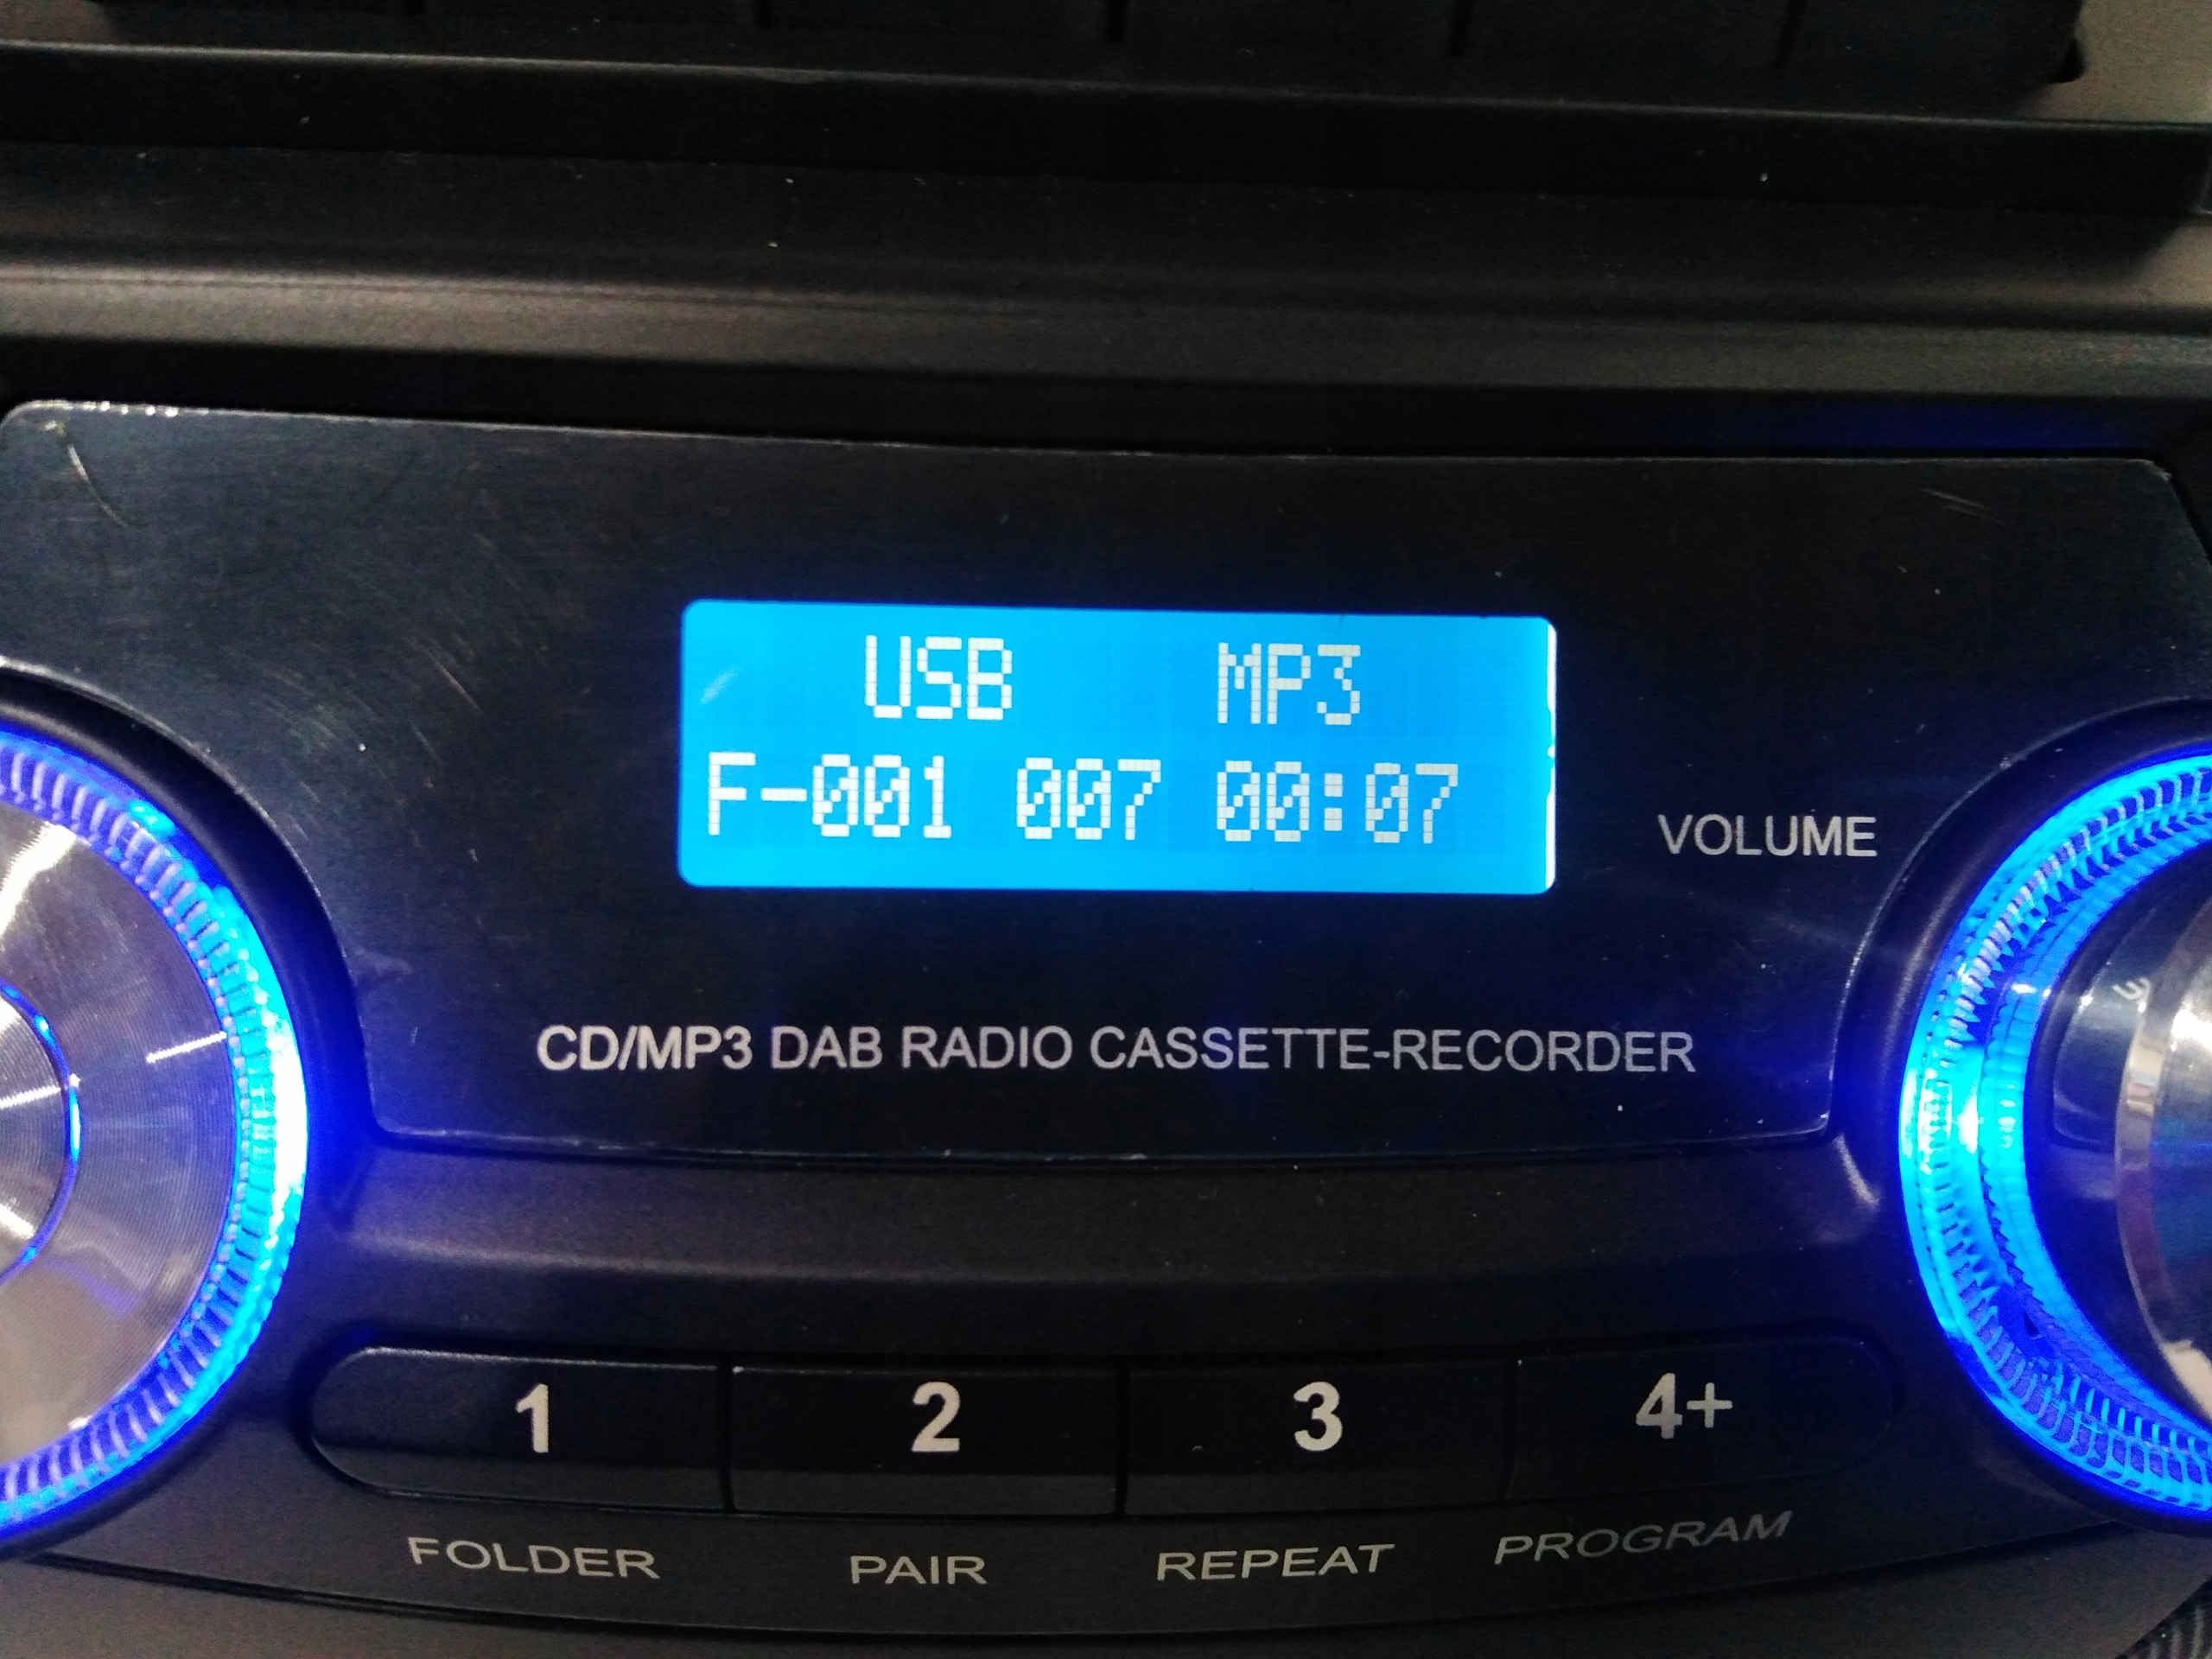 USB MP3
F-001 007 00:07
VOLUME
CD/MP3 DAB RADIO CASSETTE-RECORDER
1 2 3 4+
FOLDER PAIR REPEAT PROGRAM